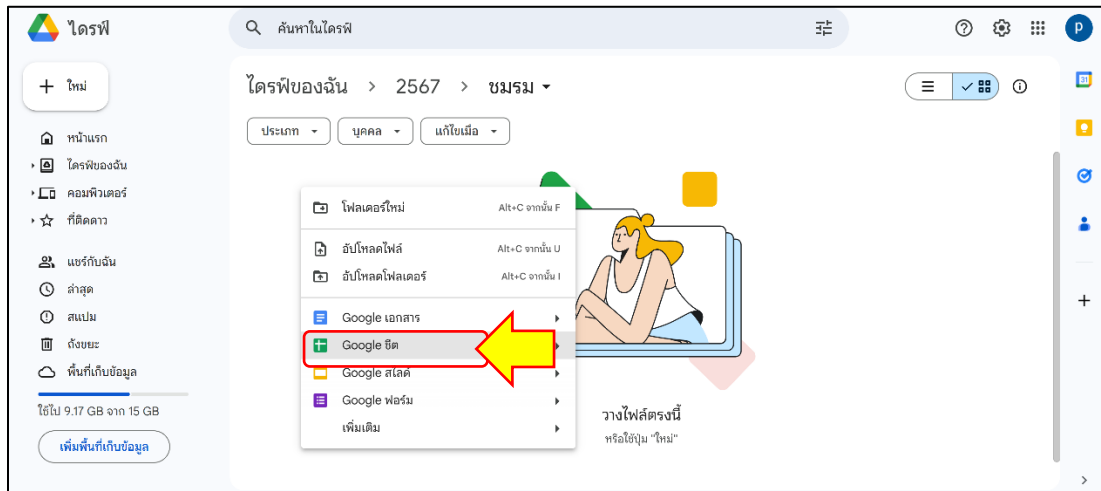 ไดรฟ์
ค้นหาในไดรฟ์
p
ใหม่
ไดรฟ์ของฉัน > 2567 > ชมรม
31
ประเภท
บุคคล
แก้ไขเมื่อ
หน้าแรก
ไดรฟ์ของฉัน
คอมพิวเตอร์
ที่ติดดาว
แชร์กับฉัน
ล่าสุด
สแปม
ถังขยะ
พื้นที่เก็บข้อมูล
ใช้ไป 9.17 GB จาก 15 GB
เพิ่มพื้นที่เก็บข้อมูล
โฟลเดอร์ใหม่ Alt+C จากนั้น F
อัปโหลดไฟล์ Alt+C จากนั้น U
อัปโหลดโฟลเดอร์ Alt+C จากนั้น I
Google เอกสาร
Google ชีต
Google สไลด์
Google ฟอร์ม
เพิ่มเติม
วางไฟล์ตรงนี้
หรือใช้ปุ่ม "ใหม่"